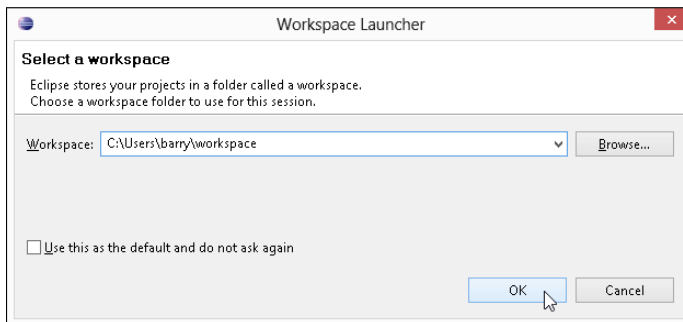 Workspace Launcher
Select a workspace
Eclipse stores your projects in a folder called a workspace.
Choose a workspace folder to use for this session.
Workspace: C:\Users\barry\workspace Browse...
Use this as the default and do not ask again
OK Cancel